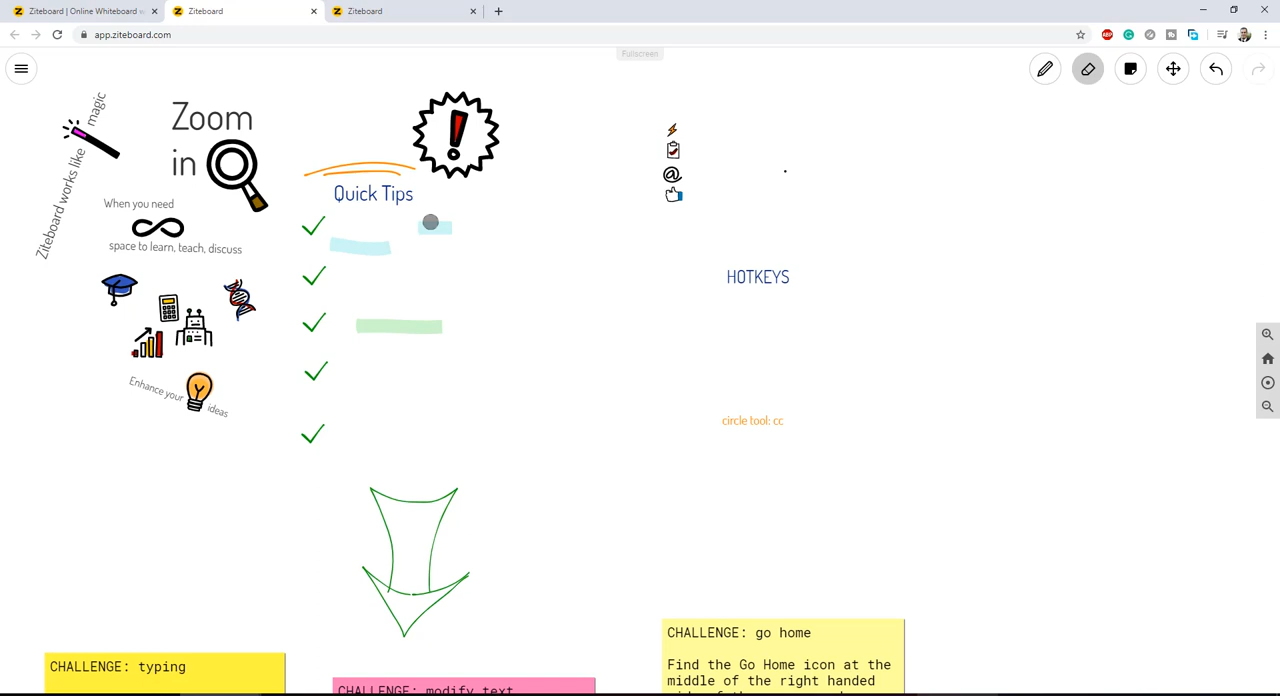 Ziteboard | Online Whiteboard w
Ziteboard
Ziteboard
app.ziteboard.com
Fullscreen
ABP
Ziteboard works like magic
Zoom
in
When you need
space to learn, teach, discuss
Enhance your ideas
Quick Tips
@
HOTKEYS
circle tool: cc
CHALLENGE: typing
CHALLENGE: modify text
CHALLENGE: go home
Find the Go Home icon at the
middle of the right handed